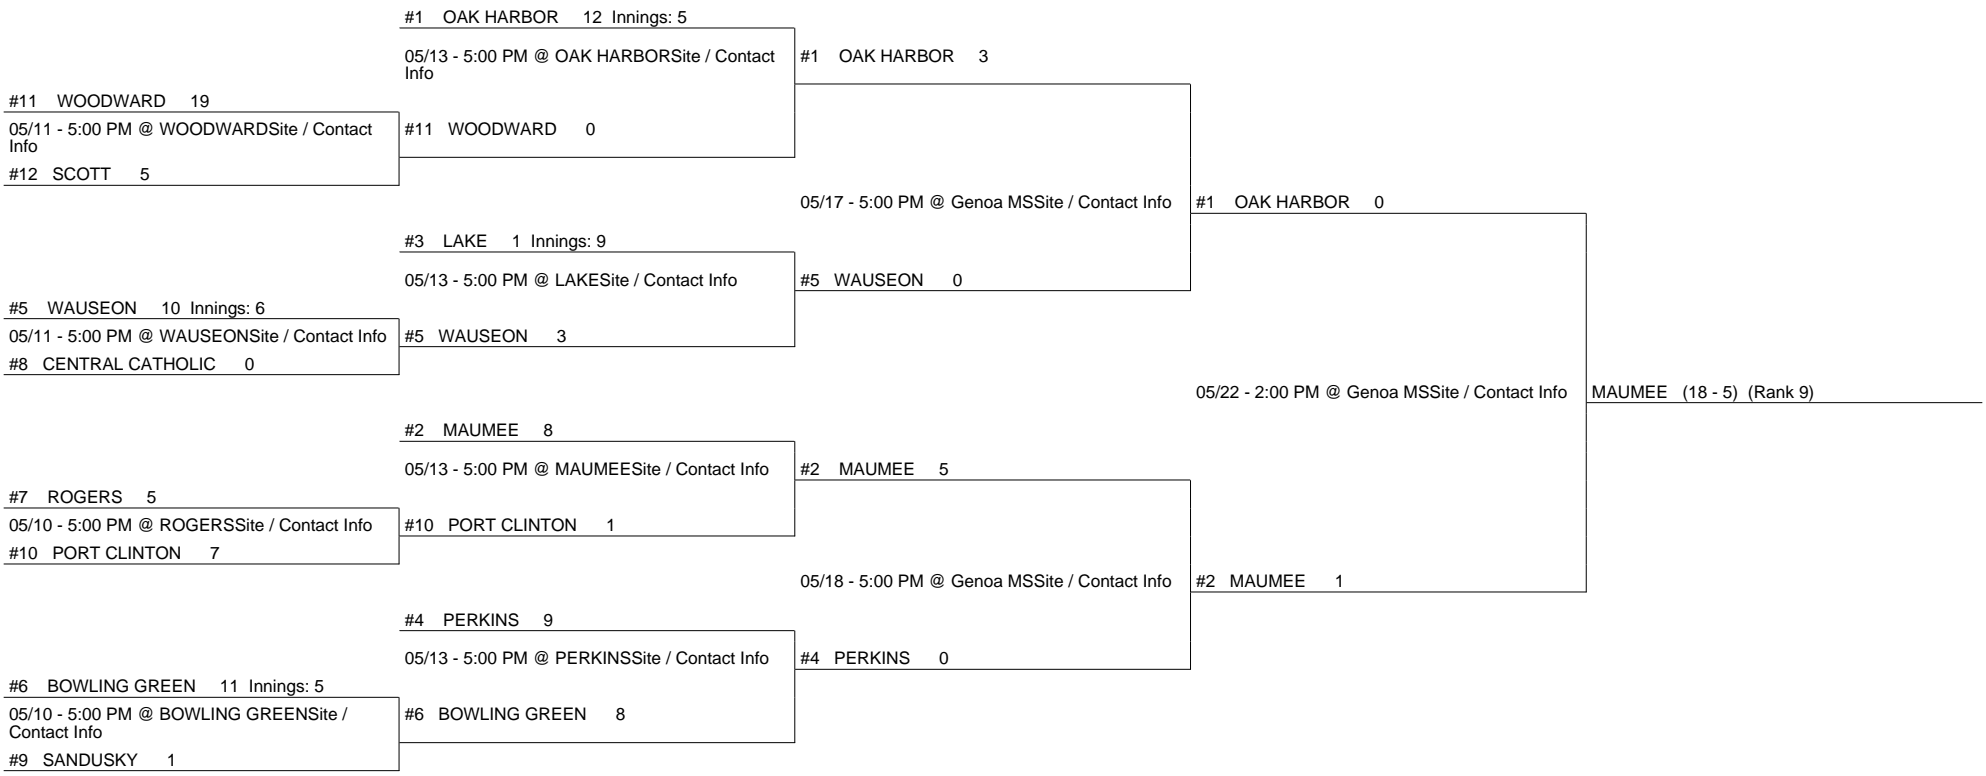 #1 OAK HARBOR 12 Innings: 5
05/13 - 5:00 PM @ OAK HARBORSite / Contact
Info
#1 OAK HARBOR 3
#11 WOODWARD 19
05/11 - 5:00 PM @ WOODWARDSite / Contact
Info
#11 WOODWARD 0
#12 SCOTT 5
05/17 - 5:00 PM @ Genoa MSSite / Contact Info
#1 OAK HARBOR 0
#3 LAKE 1 Innings: 9
05/13 - 5:00 PM @ LAKESite / Contact Info
#5 WAUSEON 0
#5 WAUSEON 10 Innings: 6
05/11 - 5:00 PM @ WAUSEONSite / Contact Info
#5 WAUSEON 3
#8 CENTRAL CATHOLIC 0
05/22 - 2:00 PM @ Genoa MSSite / Contact Info
MAUMEE (18 - 5) (Rank 9)
#2 MAUMEE 8
05/13 - 5:00 PM @ MAUMEESite / Contact Info
#2 MAUMEE 5
#7 ROGERS 5
05/10 - 5:00 PM @ ROGERSSite / Contact Info
#10 PORT CLINTON 1
#10 PORT CLINTON 7
05/18 - 5:00 PM @ Genoa MSSite / Contact Info
#2 MAUMEE 1
#4 PERKINS 9
05/13 - 5:00 PM @ PERKINSSite / Contact Info
#4 PERKINS 0
#6 BOWLING GREEN 11 Innings: 5
05/10 - 5:00 PM @ BOWLING GREENSite /
Contact Info
#6 BOWLING GREEN 8
#9 SANDUSKY 1